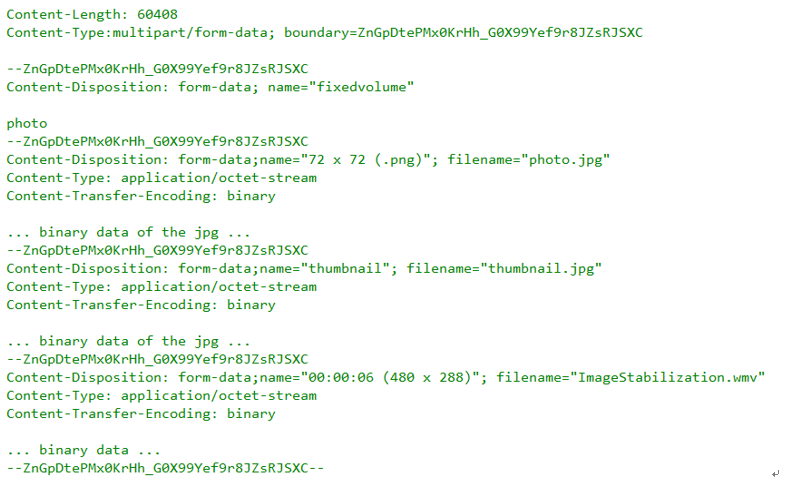 Content-Length: 60408
Content-Type:multipart/form-data; boundary=ZnGpDtePMx0KrHh_G0X99Yef9r8JZsRJSXC

--ZnGpDtePMx0KrHh_G0X99Yef9r8JZsRJSXC
Content-Disposition: form-data; name="fixedvolume"

photo
--ZnGpDtePMx0KrHh_G0X99Yef9r8JZsRJSXC
Content-Disposition: form-data;name="72 x 72 (.png)"; filename="photo.jpg"
Content-Type: application/octet-stream
Content-Transfer-Encoding: binary

... binary data of the jpg ...
--ZnGpDtePMx0KrHh_G0X99Yef9r8JZsRJSXC
Content-Disposition: form-data;name="thumbnail"; filename="thumbnail.jpg"
Content-Type: application/octet-stream
Content-Transfer-Encoding: binary

... binary data of the jpg ...
--ZnGpDtePMx0KrHh_G0X99Yef9r8JZsRJSXC
Content-Disposition: form-data;name="00:00:06 (480 x 288)"; filename="ImageStabilization.wmv"
Content-Type: application/octet-stream
Content-Transfer-Encoding: binary

... binary data ...
--ZnGpDtePMx0KrHh_G0X99Yef9r8JZsRJSXC--